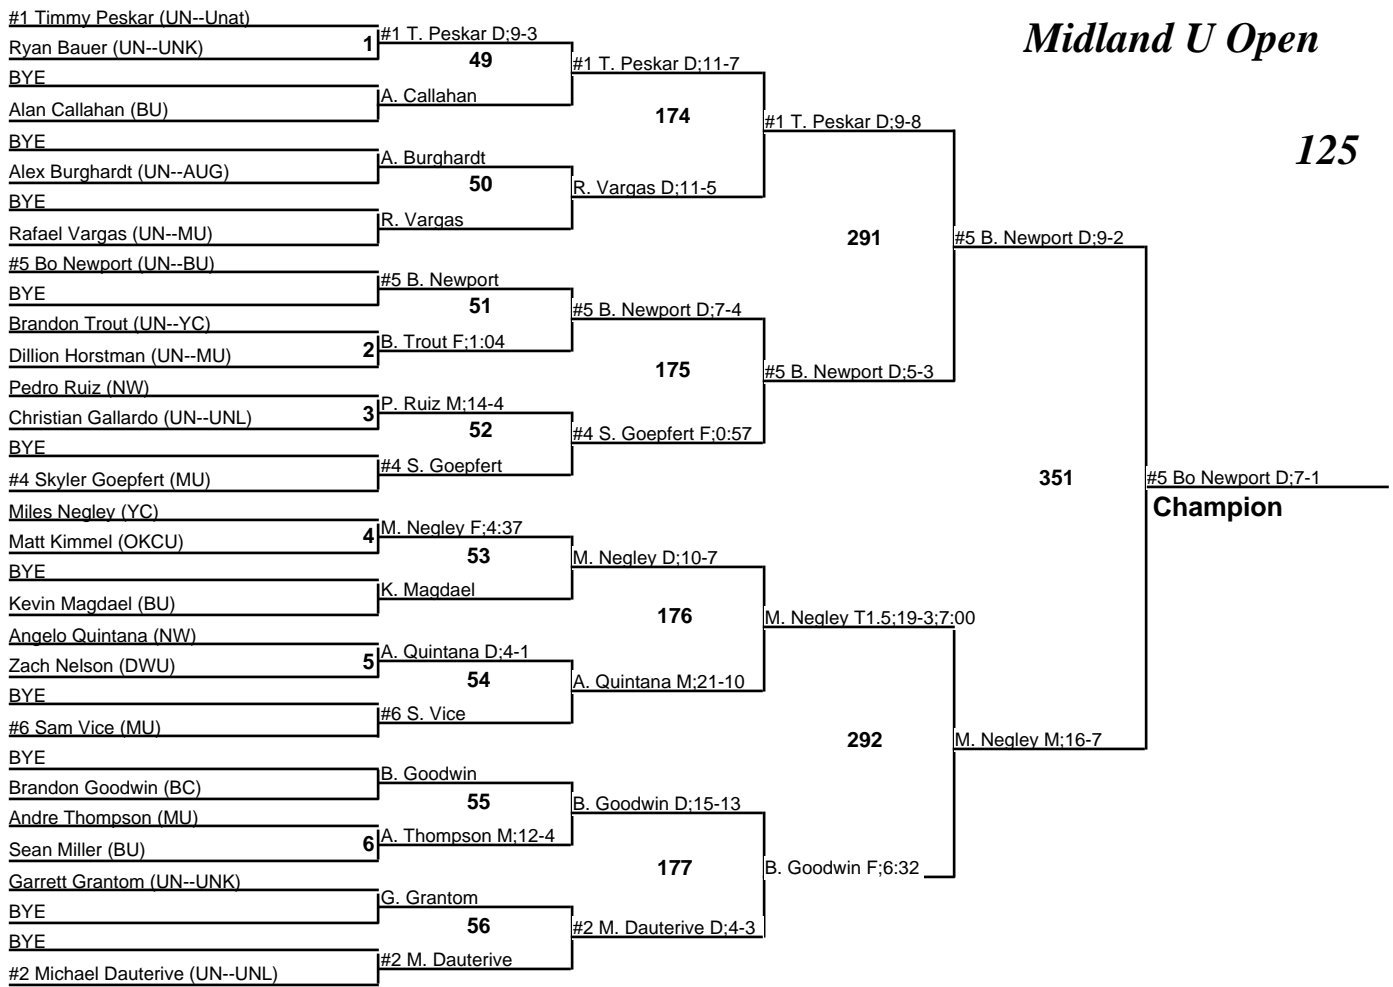 Midland U Open
125
#1 Timmy Peskar (UN--Unat)
Ryan Bauer (UN--UNK)
BYE
Alan Callahan (BU)
BYE
Alex Burghardt (UN--AUG)
BYE
Rafael Vargas (UN--MU)
#5 Bo Newport (UN--BU)
BYE
Brandon Trout (UN--YC)
Dillion Horstman (UN--MU)
Pedro Ruiz (NW)
Christian Gallardo (UN--UNL)
BYE
#4 Skyler Goepfert (MU)
Miles Negley (YC)
Matt Kimmel (OKCU)
BYE
Kevin Magdael (BU)
Angelo Quintana (NW)
Zach Nelson (DWU)
BYE
#6 Sam Vice (MU)
BYE
Brandon Goodwin (BC)
Andre Thompson (MU)
Sean Miller (BU)
Garrett Grantom (UN--UNK)
BYE
BYE
#2 Michael Dauterive (UN--UNL)
1
2
3
4
5
6
#1 T. Peskar D;9-3
49
A. Callahan
A. Burghardt
50
R. Vargas
#5 B. Newport
51
B. Trout F;1:04
P. Ruiz M;14-4
52
#4 S. Goepfert
M. Negley F;4:37
53
K. Magdael
A. Quintana D;4-1
54
#6 S. Vice
B. Goodwin
55
A. Thompson M;12-4
G. Grantom
56
#2 M. Dauterive
#1 T. Peskar D;11-7
174
R. Vargas D;11-5
#5 B. Newport D;7-4
175
#4 S. Goepfert F;0:57
M. Negley D;10-7
176
A. Quintana M;21-10
B. Goodwin D;15-13
177
#2 M. Dauterive D;4-3
#1 T. Peskar D;9-8
291
#5 B. Newport D;5-3
M. Negley T1.5;19-3;7:00
292
B. Goodwin F;6:32
#5 B. Newport D;9-2
351
M. Negley M;16-7
#5 Bo Newport D;7-1
Champion